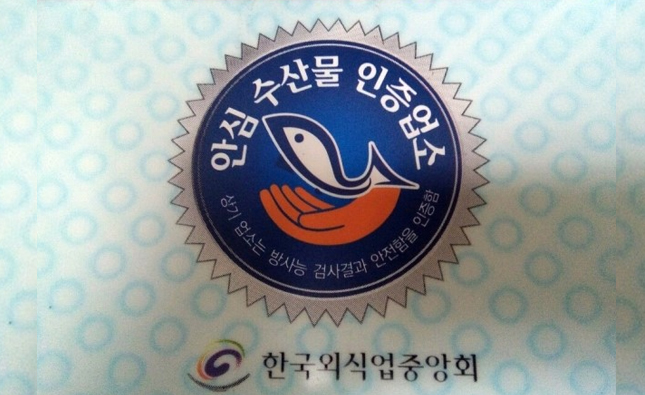 안심 수산물 인증업소
상기 업소는 방사능 검사결과 안전함을 인증함
한국외식업중앙회